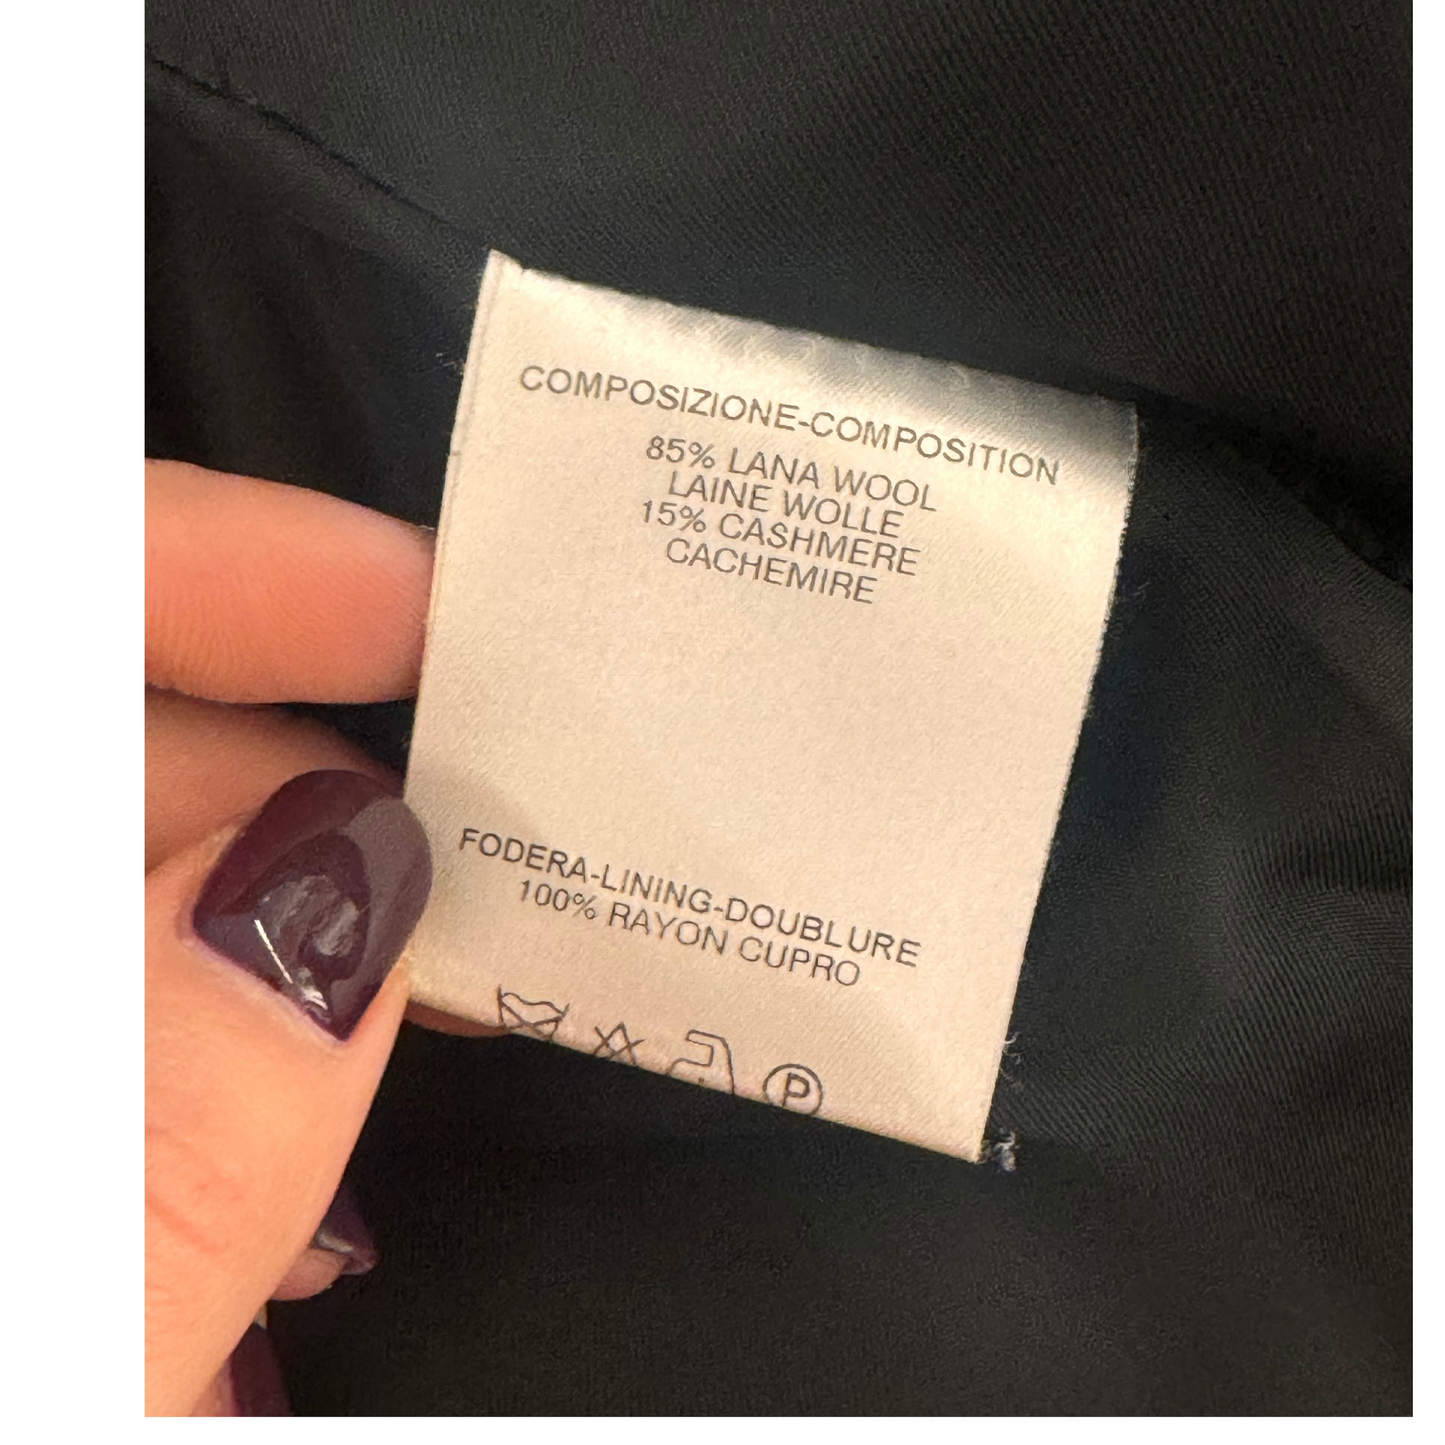 COMPOSIZIONE-COMPOSITION
85% LANA WOOL
LAINE WOLLE
15% CASHMERE
CACHEMIRE
FODERA-LINING-DOUBLURE
100% RAYON CUPRO
P